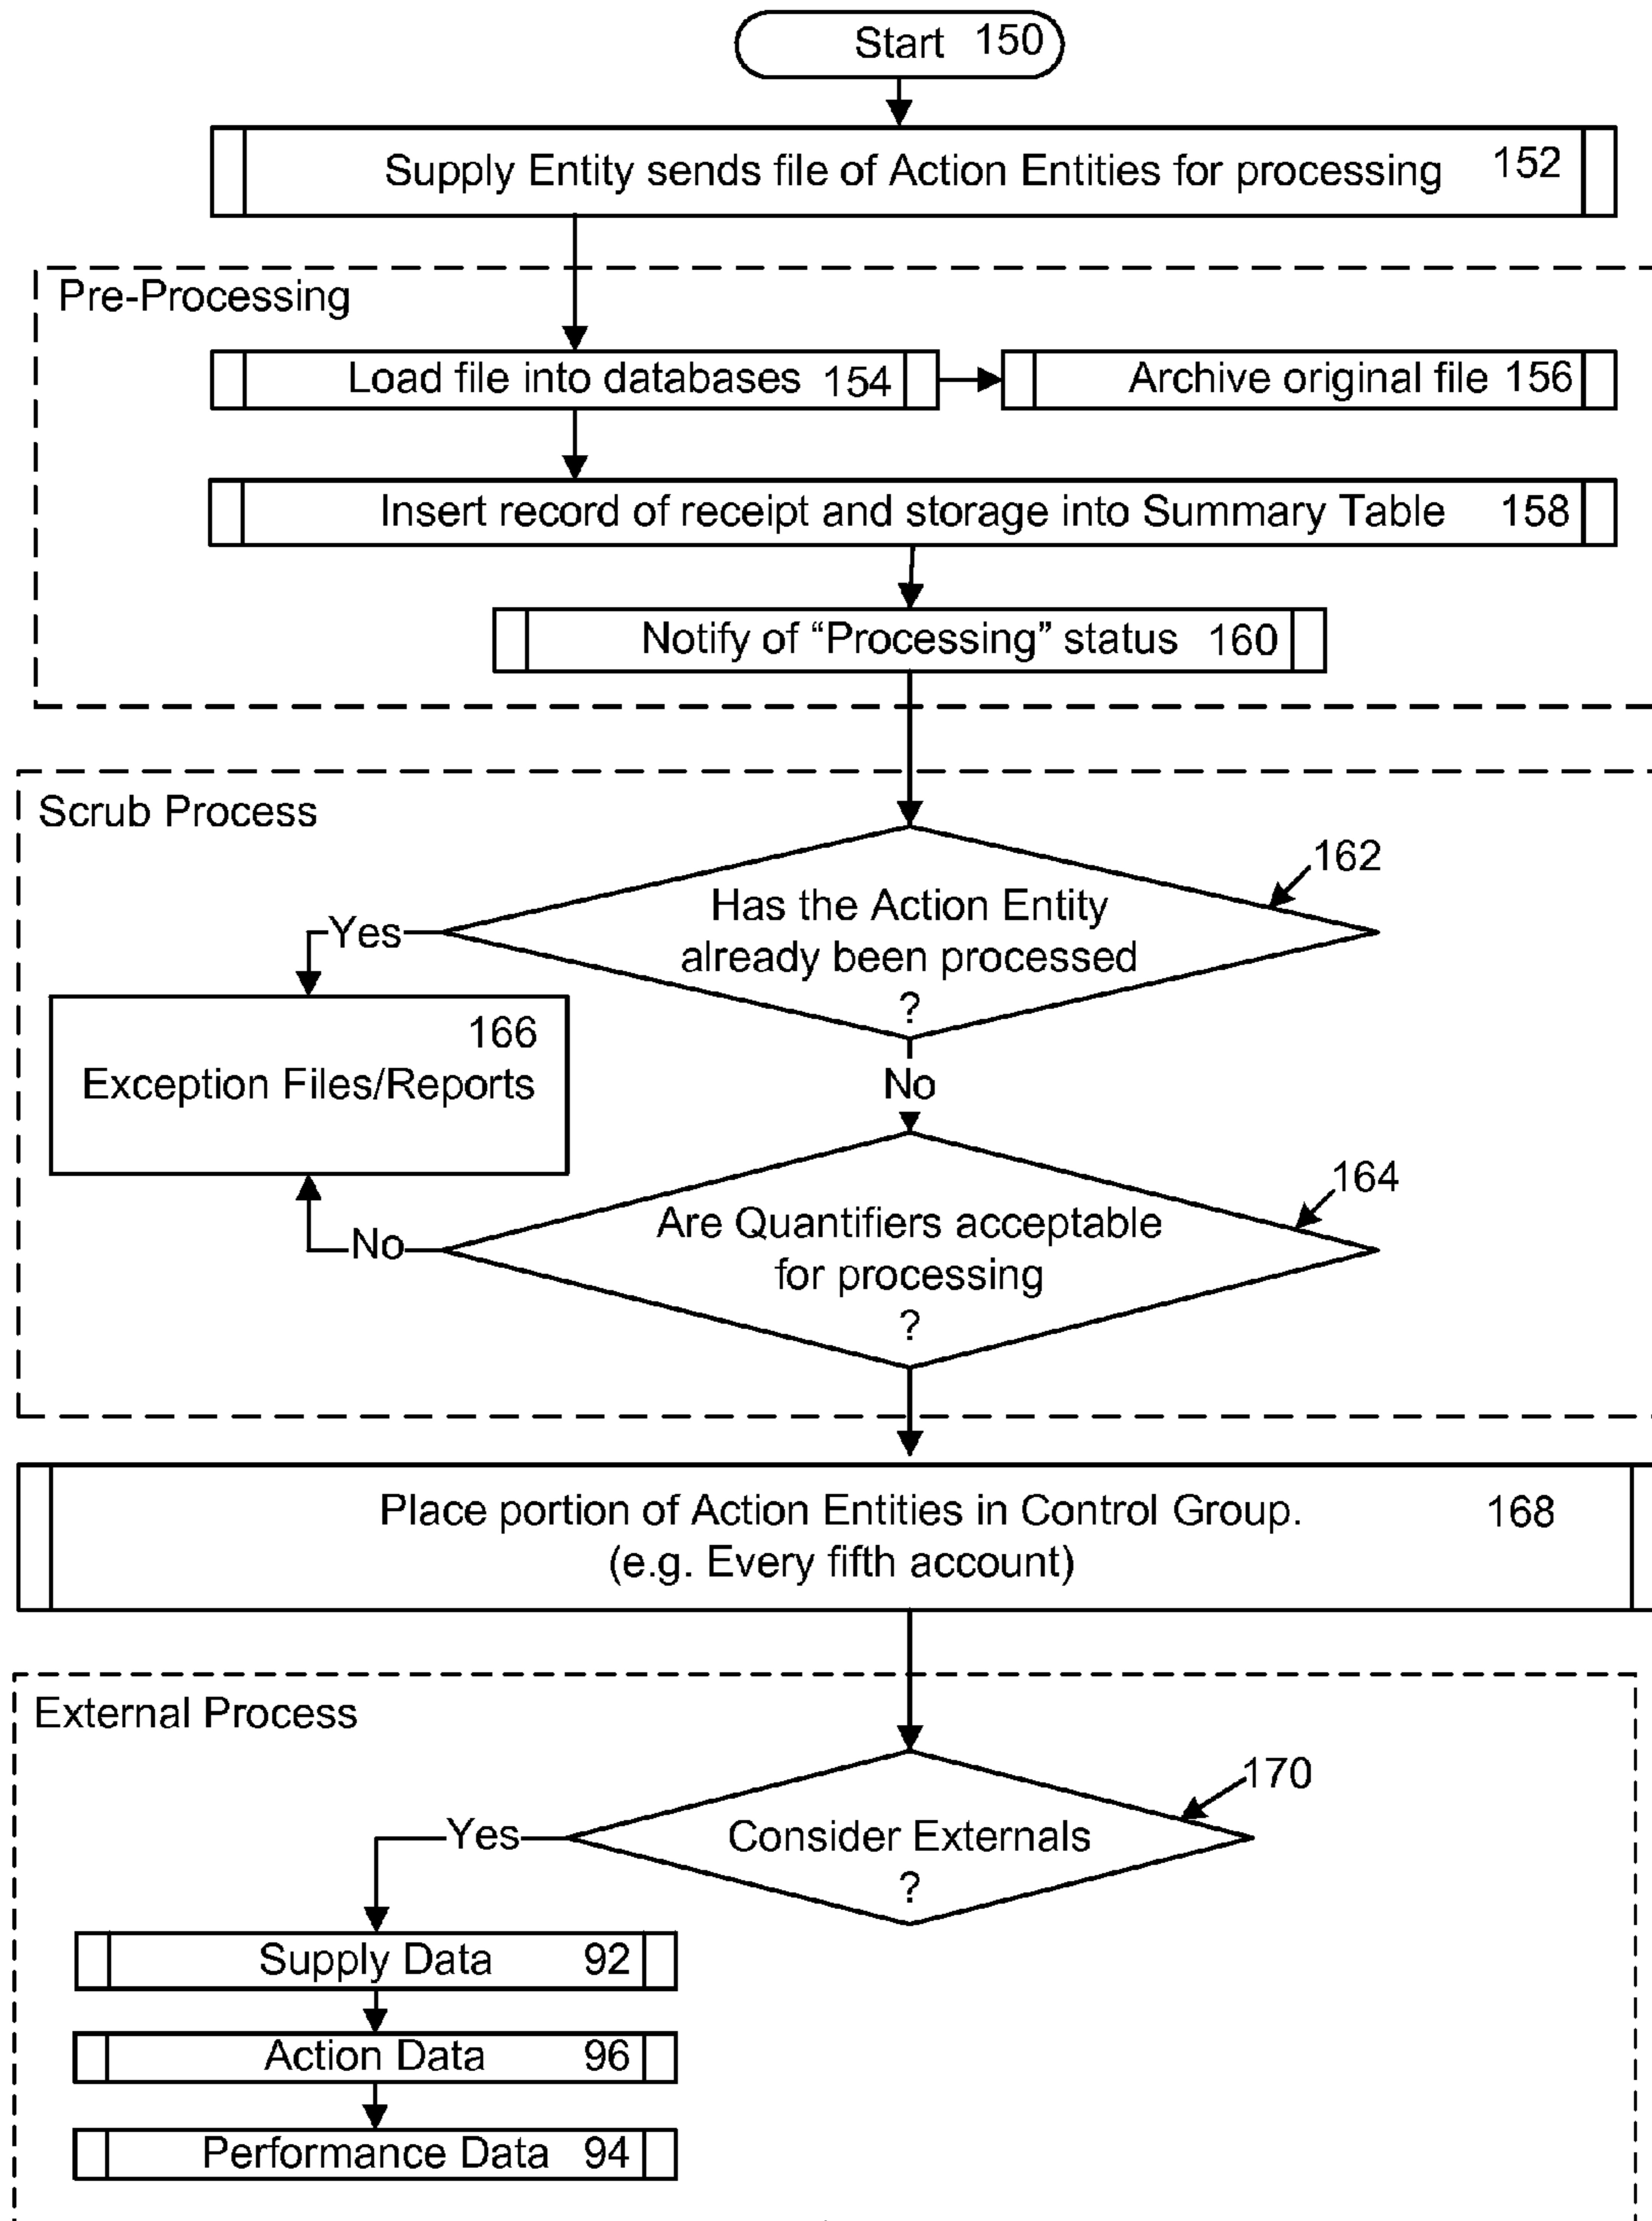 Start 150
Supply Entity sends file of Action Entities for processing 152
Pre-Processing
Load file into databases 154
Archive original file 156
Insert record of receipt and storage into Summary Table 158
Notify of “Processing” status 160
Scrub Process
162
Has the Action Entity
already been processed
?
Yes
166
Exception Files/Reports
No
164
Are Quantifiers acceptable
for processing
?
No
Place portion of Action Entities in Control Group. 168
(e.g. Every fifth account)
External Process
170
Consider Externals
?
Yes
Supply Data 92
Action Data 96
Performance Data 94